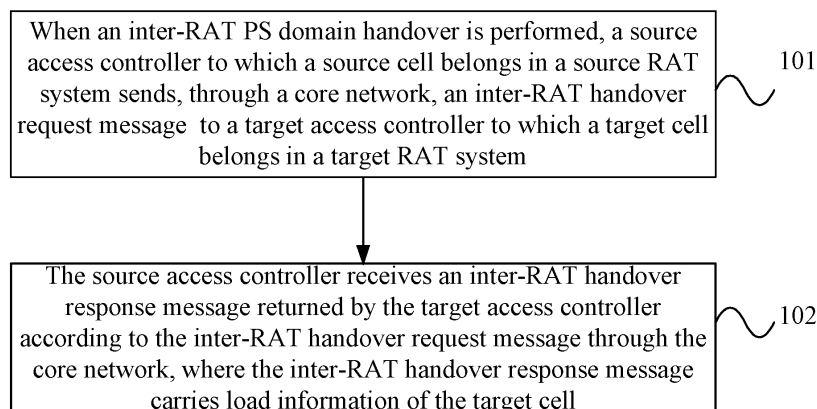 When an inter-RAT PS domain handover is performed, a source
access controller to which a source cell belongs in a source RAT
system sends, through a core network, an inter-RAT handover
request message to a target access controller to which a target cell
belongs in a target RAT system
101
The source access controller receives an inter-RAT handover
response message returned by the target access controller
according to the inter-RAT handover request message through the
core network, where the inter-RAT handover response message
carries load information of the target cell
102